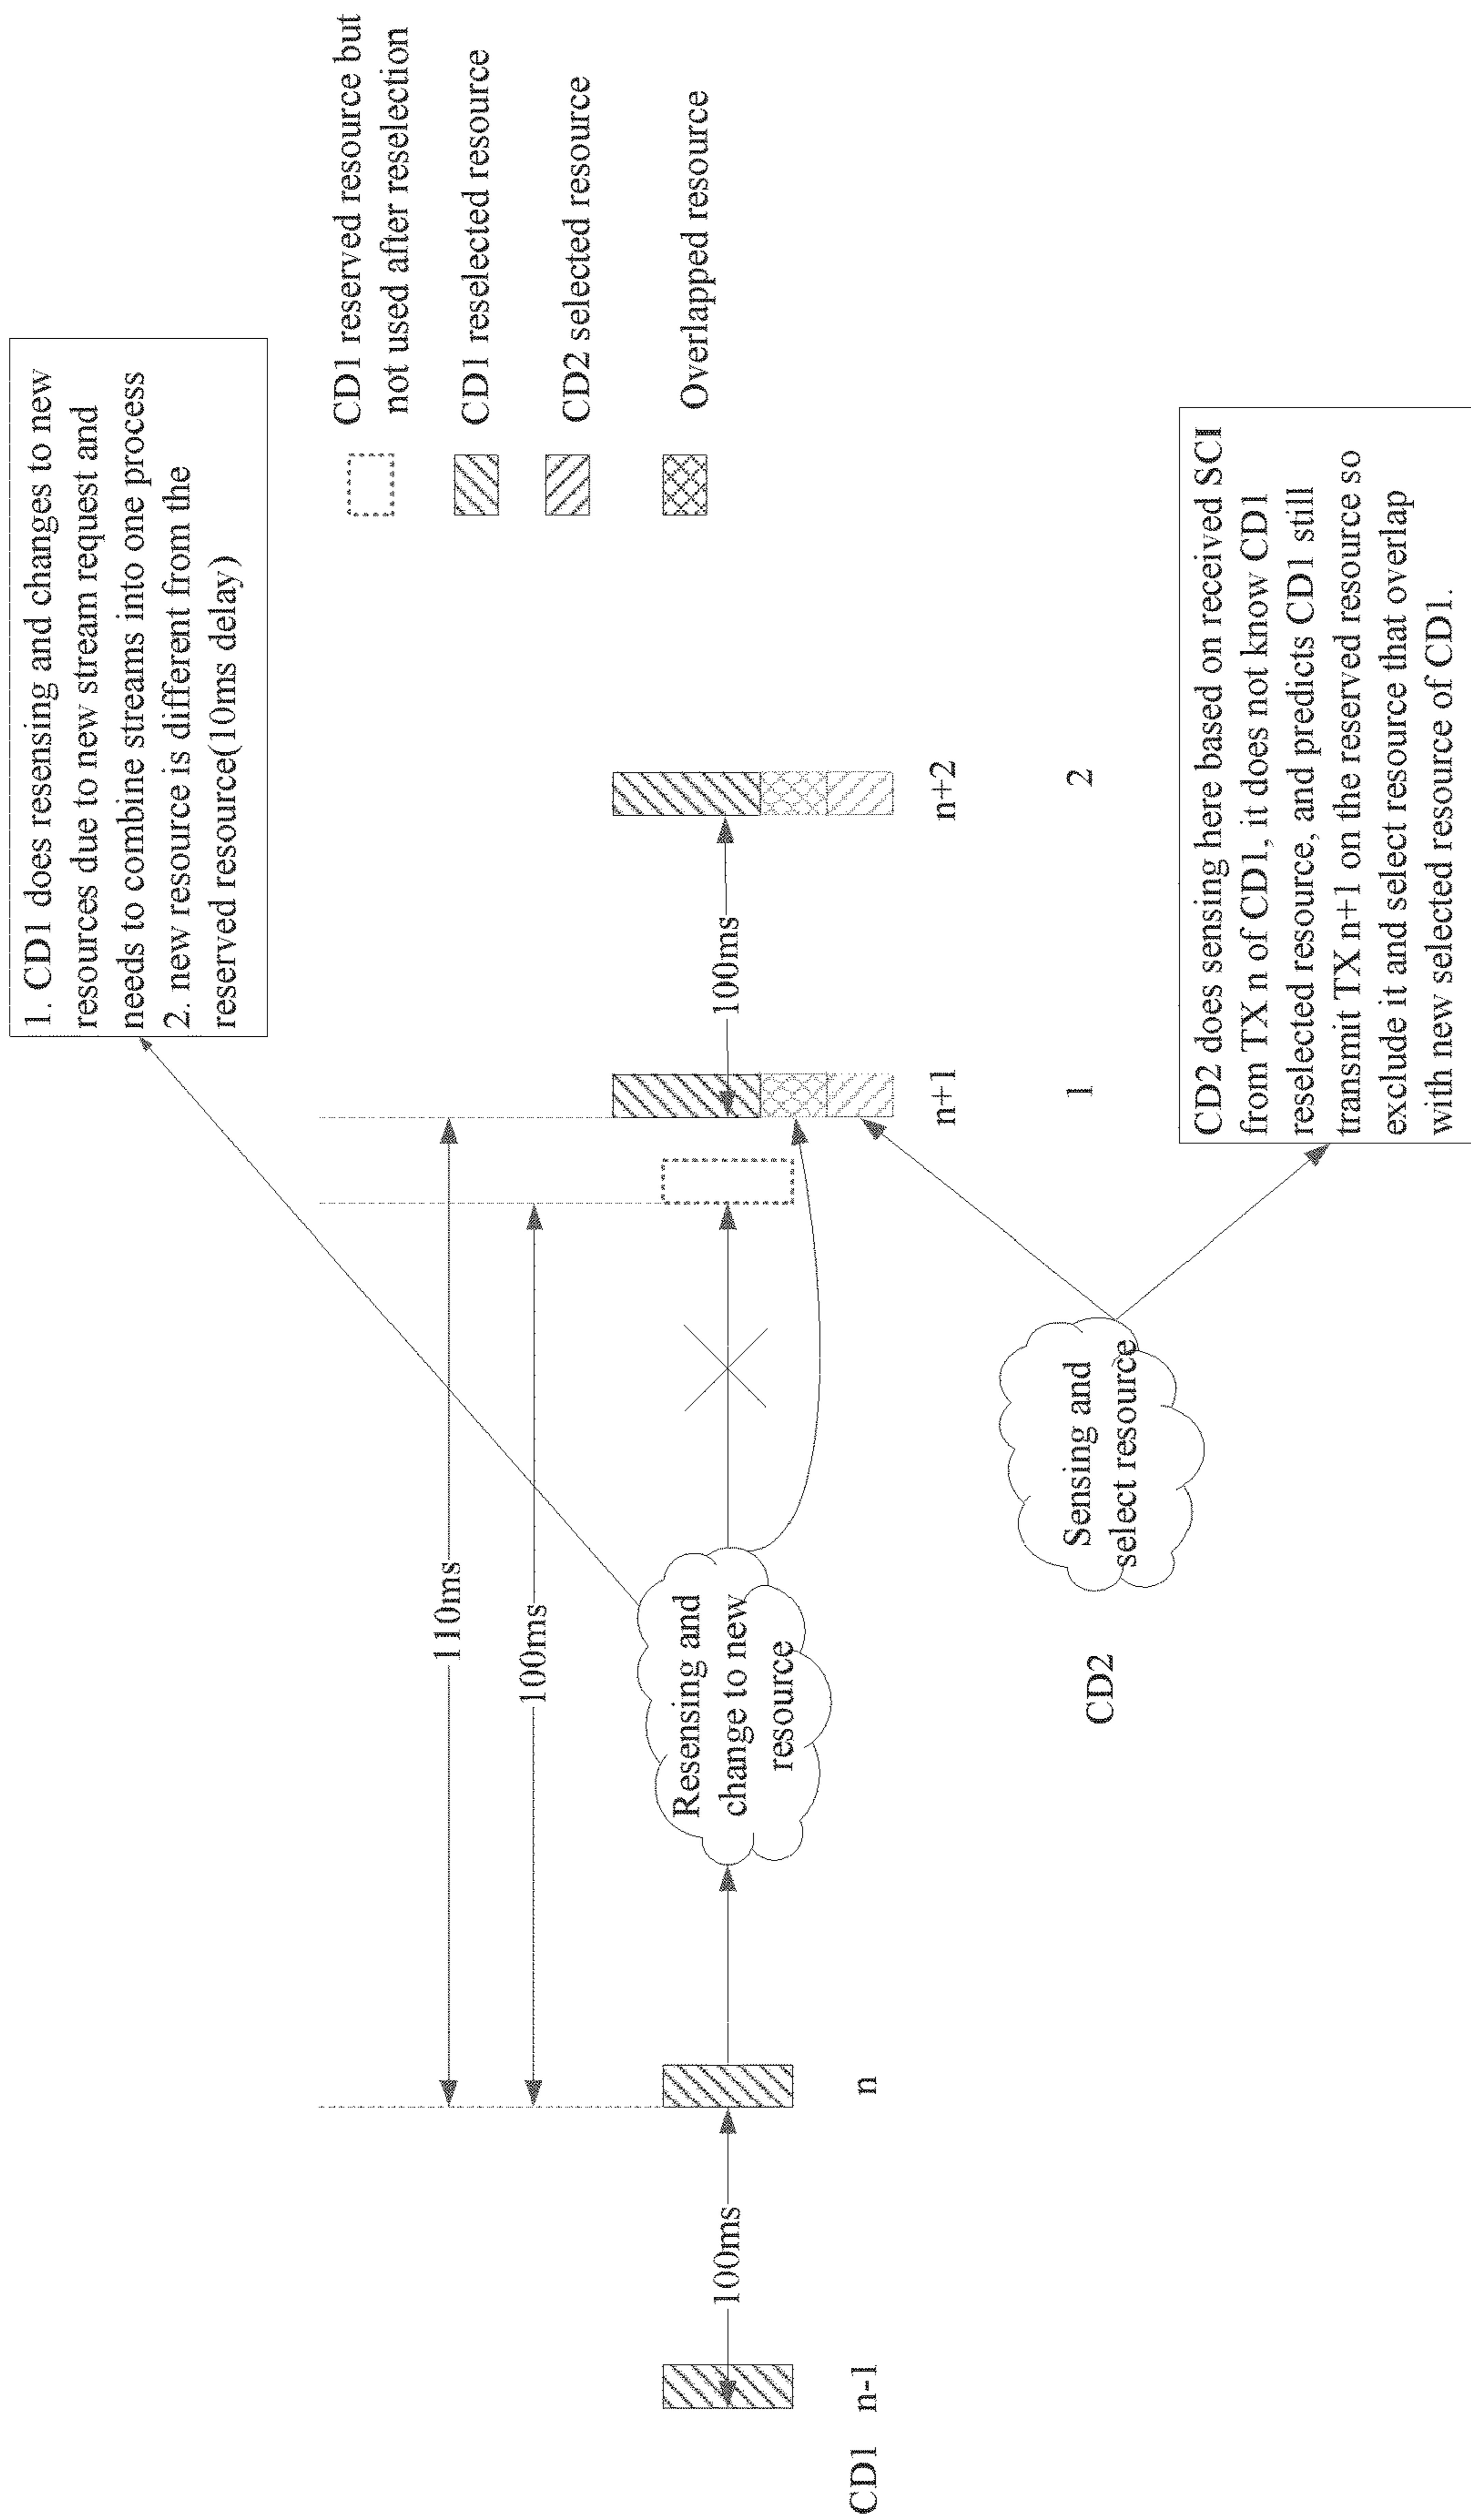 1. CD1 does resensing and changes to new
resources due to new stream request and
needs to combine streams into one process
2. new resource is different from the
reserved resource(10ms delay)
CD1 reserved resource but
not used after reselection
CD1 reselected resource
CD2 selected resource
Overlapped resource
110ms
100ms
100ms
Resensing and
change to new
resource
100ms
CD1
n-1
n
n+1
n+2
CD2
Sensing and
select resource
1
2
CD2 does sensing here based on received SCI
from TX n of CD1, it does not know CD1
reselected resource, and predicts CD1 still
transmit TX n+1 on the reserved resource so
exclude it and select resource that overlap
with new selected resource of CD1.